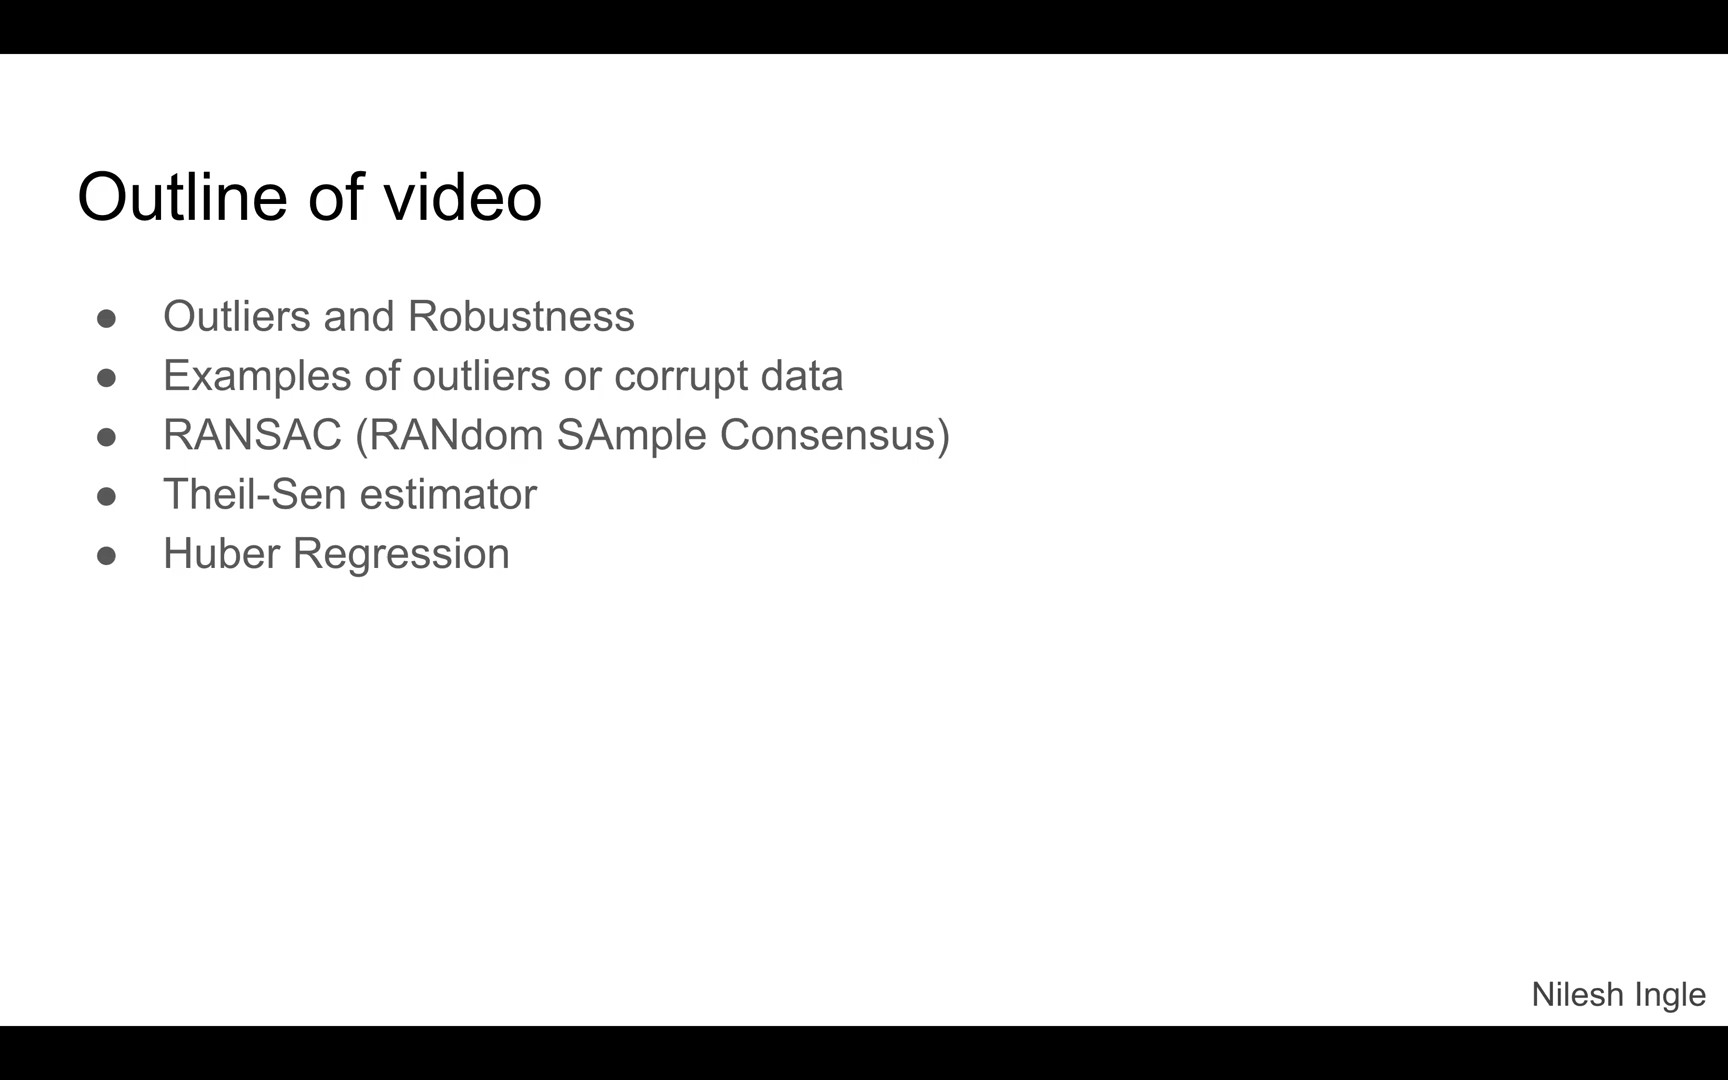 Outline of video
● Outliers and Robustness
● Examples of outliers or corrupt data
● RANSAC (RANdom SAmple Consensus)
● Theil-Sen estimator
● Huber Regression
Nilesh Ingle